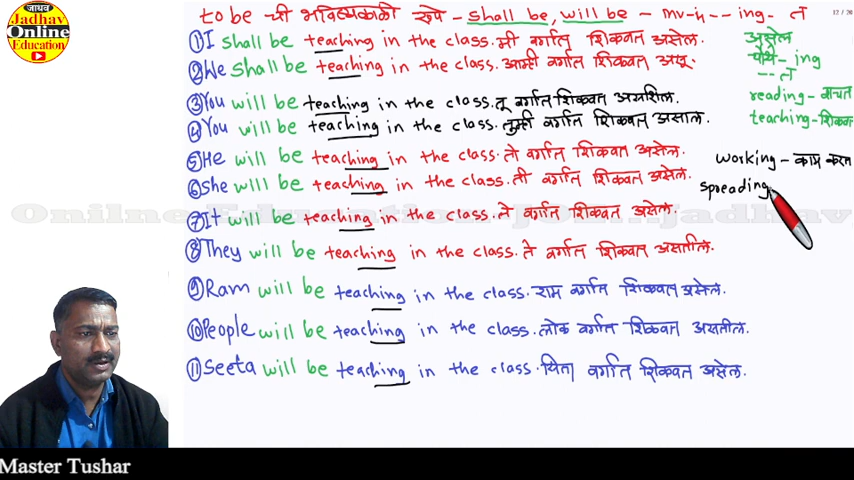 जाधव
Jadhav
Online
Education
12 / 20
to be ची भविष्यकाळी रूपे - shall be, will be - mv-ing -- ing - त
① I shall be teaching in the class. मी वर्गात शिकवत असेल.
② We shall be teaching in the class. आम्ही वर्गात शिकवत असू.
③ You will be teaching in the class. तू वर्गात शिकवत असशिल.
④ You will be teaching in the class. तुम्ही वर्गात शिकवत असाल.
⑤ He will be teaching in the class. तो वर्गात शिकवत असेल.
⑥ She will be teaching in the class. ती वर्गात शिकवत असेल.
⑦ It will be teaching in the class. ते वर्गात शिकवत असेल.
⑧ They will be teaching in the class. ते वर्गात शिकवत असतील.
⑨ Ram will be teaching in the class. राम वर्गात शिकवत असेल.
⑩ People will be teaching in the class. लोक वर्गात शिकवत असतील.
⑪ Seeta will be teaching in the class. सिता वर्गात शिकवत असेल.
असेल
- ing
-- त
reading - वाचत
teaching - शिकवत
working - काम करत
spreading
Master Tushar